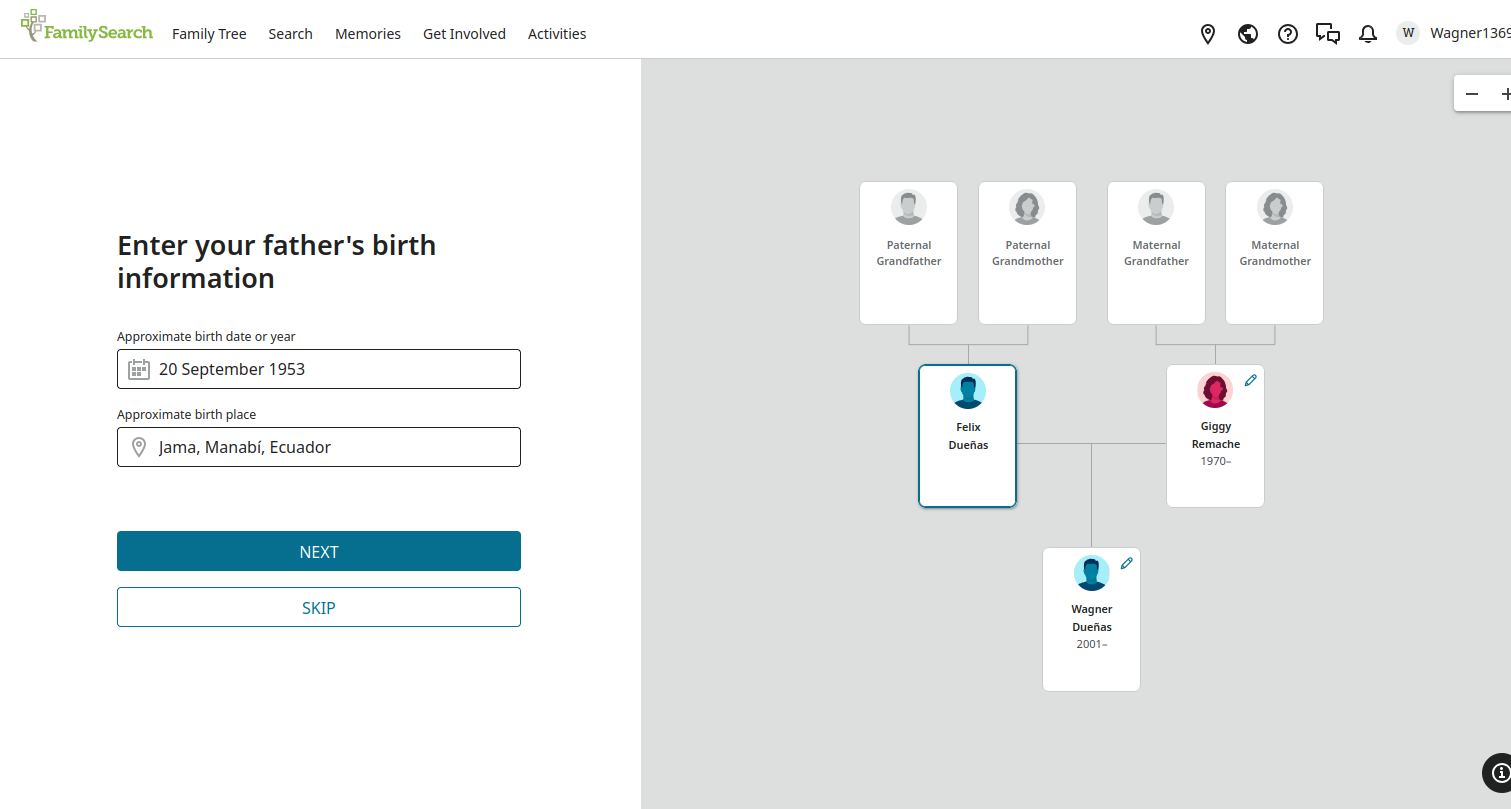 FamilySearch
Family Tree
Search
Memories
Get Involved
Activities
W
Wagner1369
Enter your father's birth
information
Approximate birth date or year
20 September 1953
Approximate birth place
Jama, Manabí, Ecuador
NEXT
SKIP
Paternal
Grandfather
Paternal
Grandmother
Maternal
Grandfather
Maternal
Grandmother
Felix
Dueñas
Giggy
Remache
1970–
Wagner
Dueñas
2001–